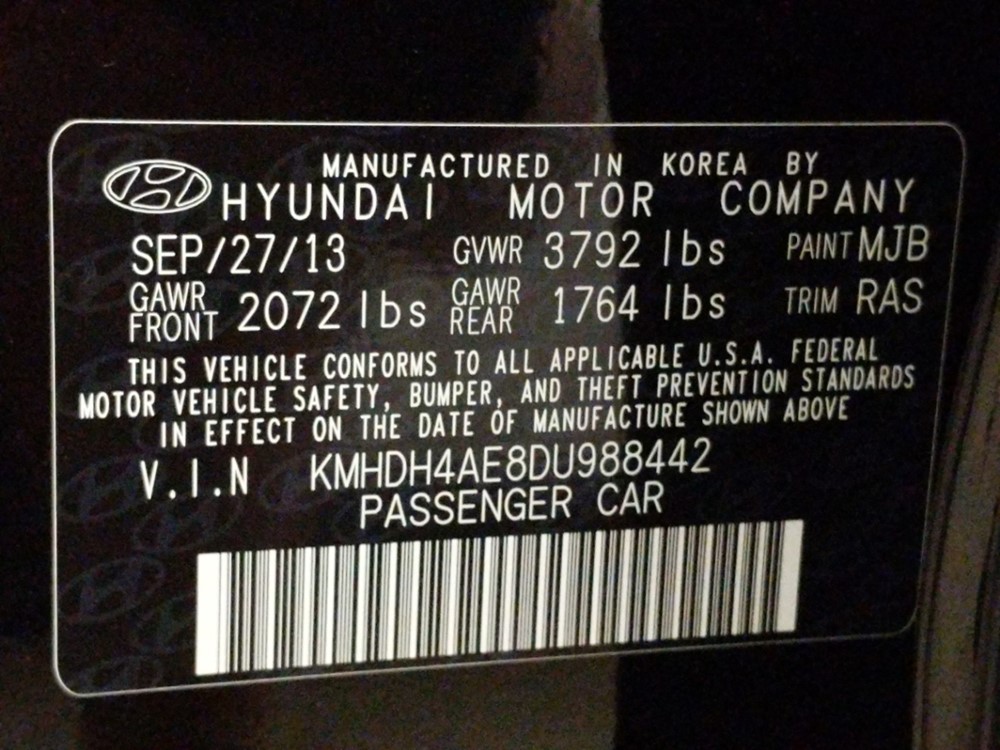 MANUFACTURED IN KOREA BY
HYUNDAI MOTOR COMPANY
SEP/27/13 GVWR 3792 lbs PAINT MJB
GAWR FRONT 2072 lbs GAWR REAR 1764 lbs TRIM RAS
THIS VEHICLE CONFORMS TO ALL APPLICABLE U.S.A. FEDERAL
MOTOR VEHICLE SAFETY, BUMPER, AND THEFT PREVENTION STANDARDS
IN EFFECT ON THE DATE OF MANUFACTURE SHOWN ABOVE
V.I.N KMHDH4AE8DU988442
PASSENGER CAR